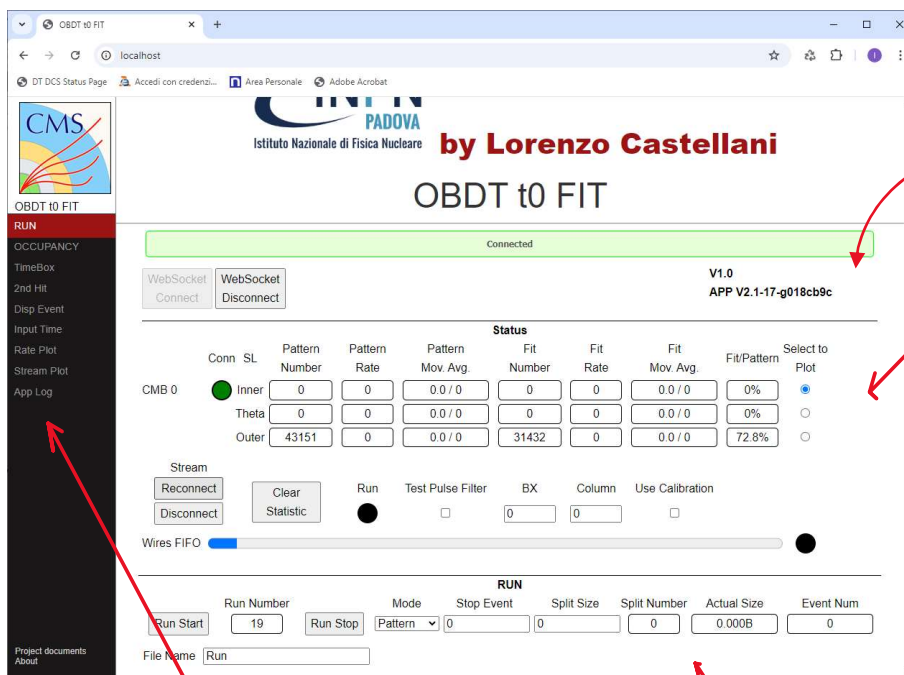 OBDT t0 FIT
localhost
DT DCS Status Page Accedi con credenzi... Area Personale Adobe Acrobat
CMS
OBDT t0 FIT
RUN
OCCUPANCY
TimeBox
2nd Hit
Disp Event
Input Time
Rate Plot
Stream Plot
App Log
Project documents
About
INFN
PADOVA
Istituto Nazionale di Fisica Nucleare
by Lorenzo Castellani
OBDT t0 FIT
Connected
WebSocket Connect WebSocket Disconnect
V1.0
APP V2.1-17-g018cb9c
Status
Conn SL Pattern Number Pattern Rate Pattern Mov. Avg. Fit Number Fit Rate Fit Mov. Avg. Fit/Pattern Select to Plot
CMB 0 Inner 0 0 0.0 / 0 0 0 0.0 / 0 0%
Theta 0 0 0.0 / 0 0 0 0.0 / 0 0%
Outer 43151 0 0.0 / 0 31432 0 0.0 / 0 72.8%
Stream
Reconnect
Disconnect
Clear Statistic
Run Test Pulse Filter BX Column Use Calibration
0 0
Wires FIFO
RUN
Run Number Mode Stop Event Split Size Split Number Actual Size Event Num
Run Start 19 Run Stop Pattern 0 0 0 0.000B 0
File Name Run